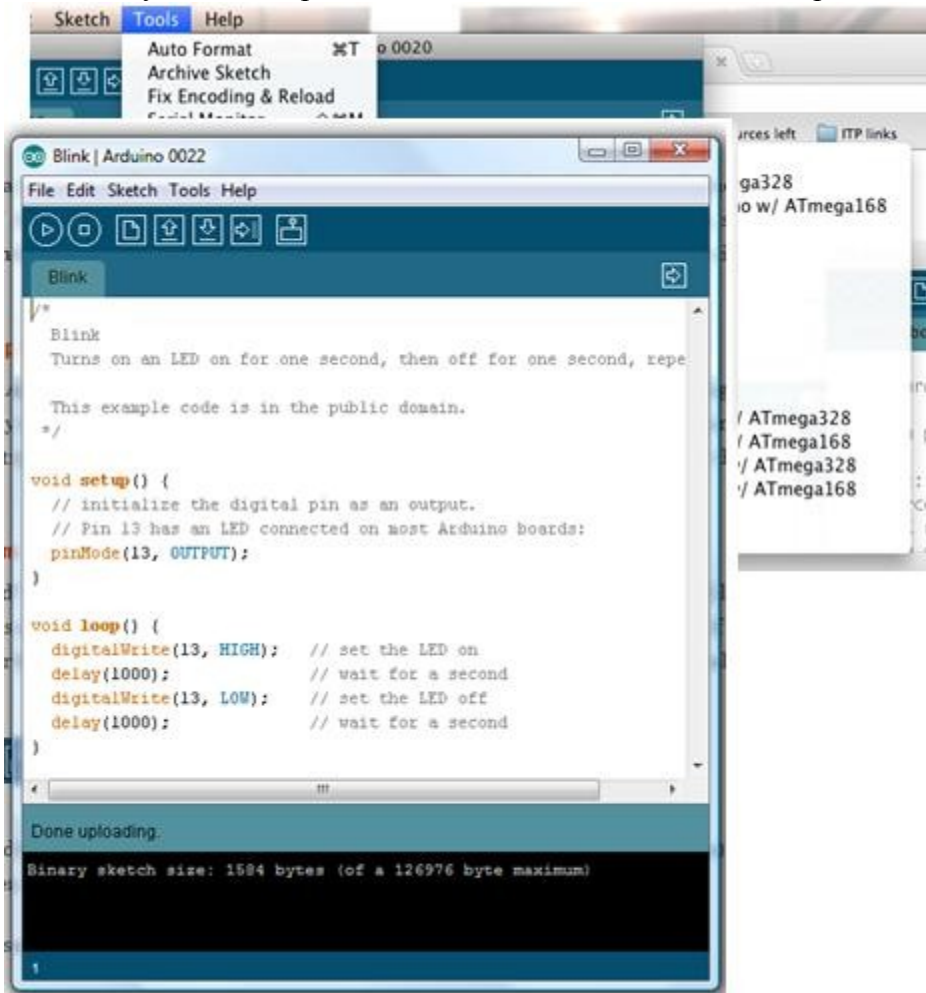 Sketch Tools Help
Auto Format ⌘T
o 0020
Archive Sketch
Fix Encoding & Reload
urces left ITP links
ga328
o w/ ATmega168
/ ATmega328
/ ATmega168
/ ATmega328
/ ATmega168
Blink | Arduino 0022
File Edit Sketch Tools Help
Blink
/*
Blink
Turns on an LED on for one second, then off for one second, repe
This example code is in the public domain.
*/
void setup() {
// initialize the digital pin as an output.
// Pin 13 has an LED connected on most Arduino boards:
pinMode(13, OUTPUT);
}
void loop() {
digitalWrite(13, HIGH); // set the LED on
delay(1000); // wait for a second
digitalWrite(13, LOW); // set the LED off
delay(1000); // wait for a second
}
Done uploading.
Binary sketch size: 1584 bytes (of a 126976 byte maximum)
1